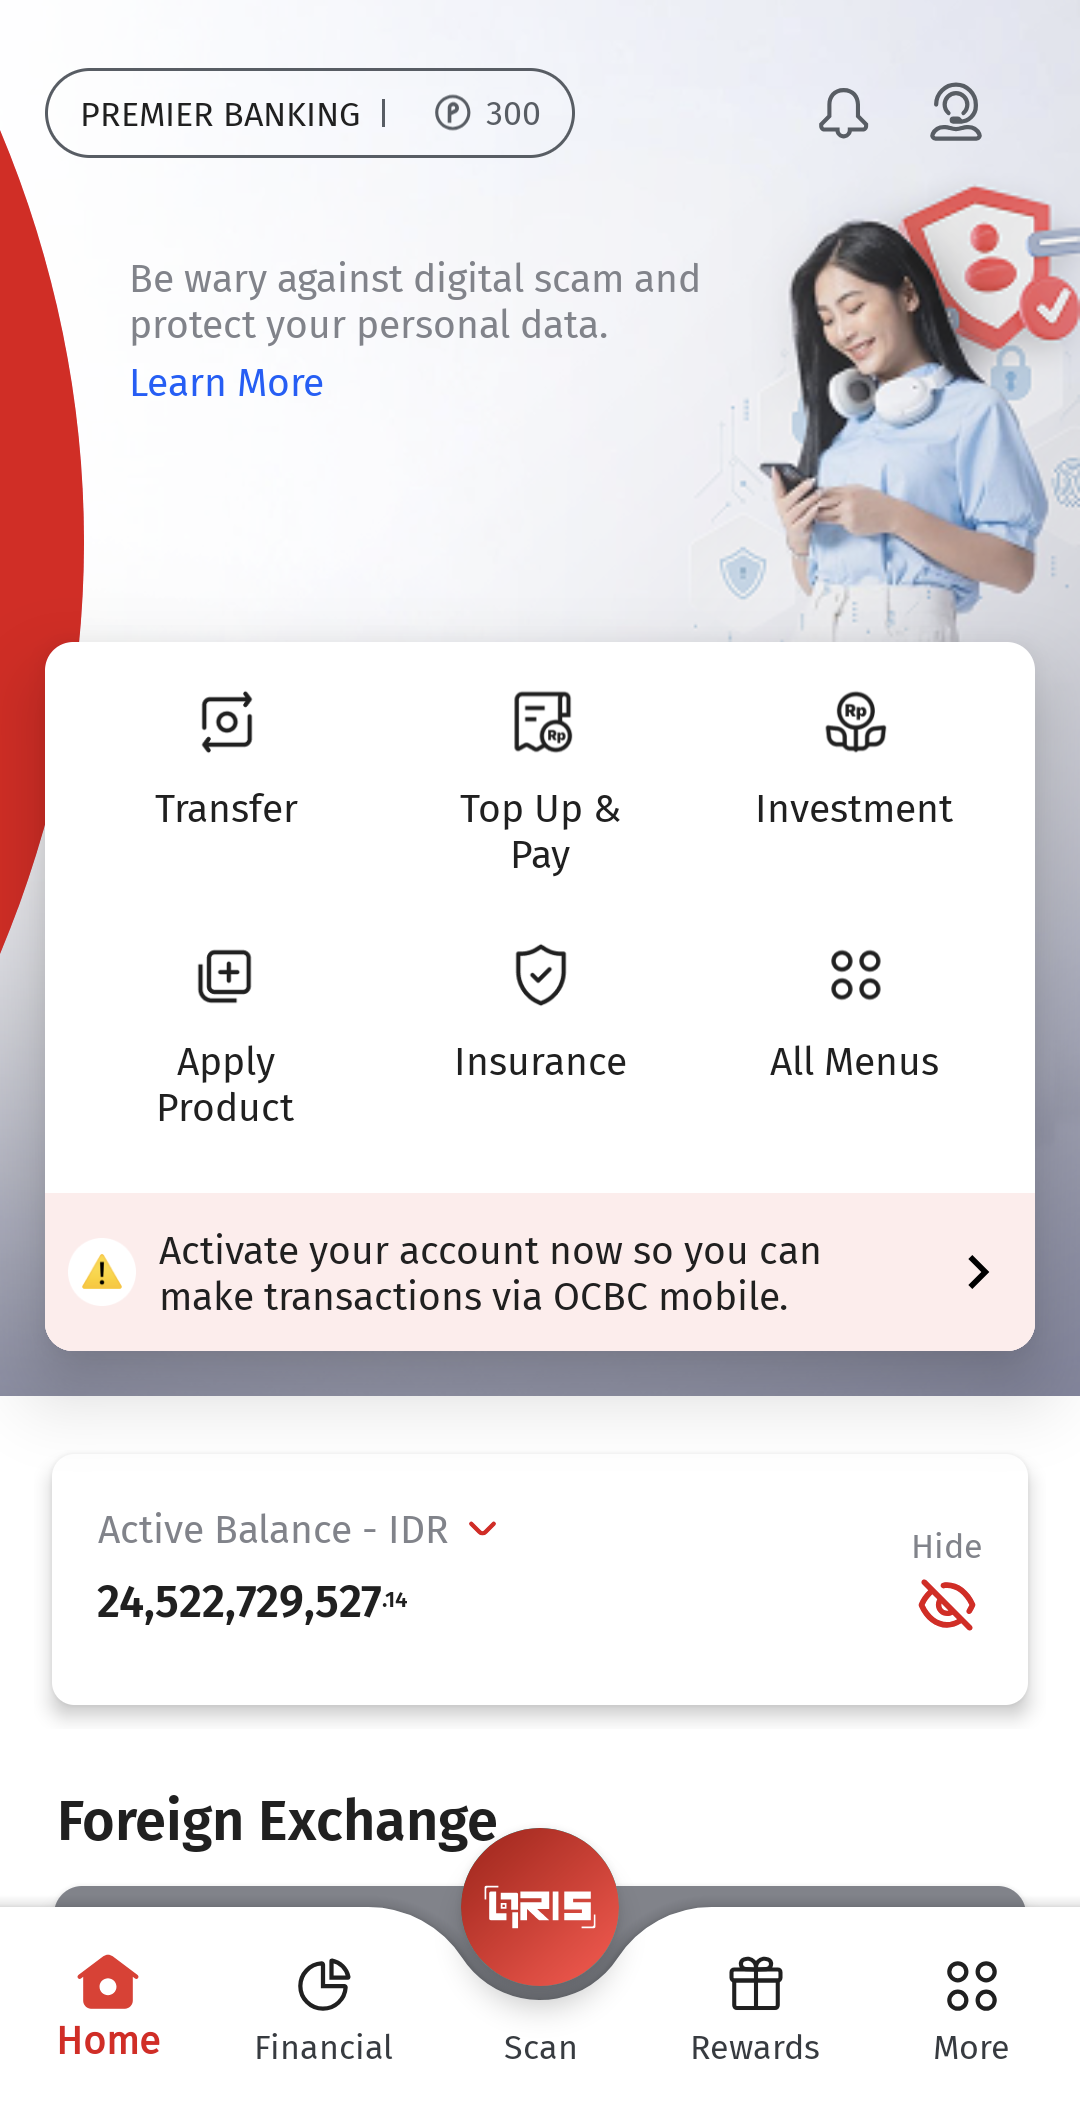 PREMIER BANKING | 300
Be wary against digital scam and
protect your personal data.
Learn More
Rp
Rp
Transfer
Top Up &
Pay
Investment
Apply
Product
Insurance
All Menus
Activate your account now so you can
make transactions via OCBC mobile.
Active Balance - IDR
Hide
24,522,729,527.14
Foreign Exchange
QRIS
Home
Financial
Scan
Rewards
More